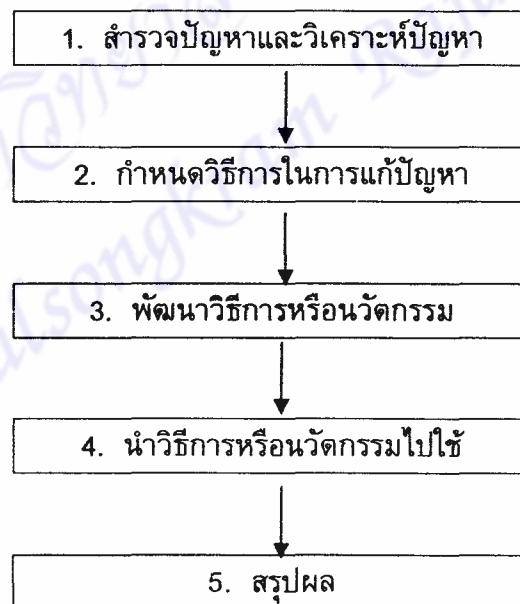 1. สำรวจปัญหาและวิเคราะห์ปัญหา
2. กำหนดวิธีการในการแก้ปัญหา
3. พัฒนาวิธีการหรือนวัตกรรม
4. นำวิธีการหรือนวัตกรรมไปใช้
5. สรุปผล